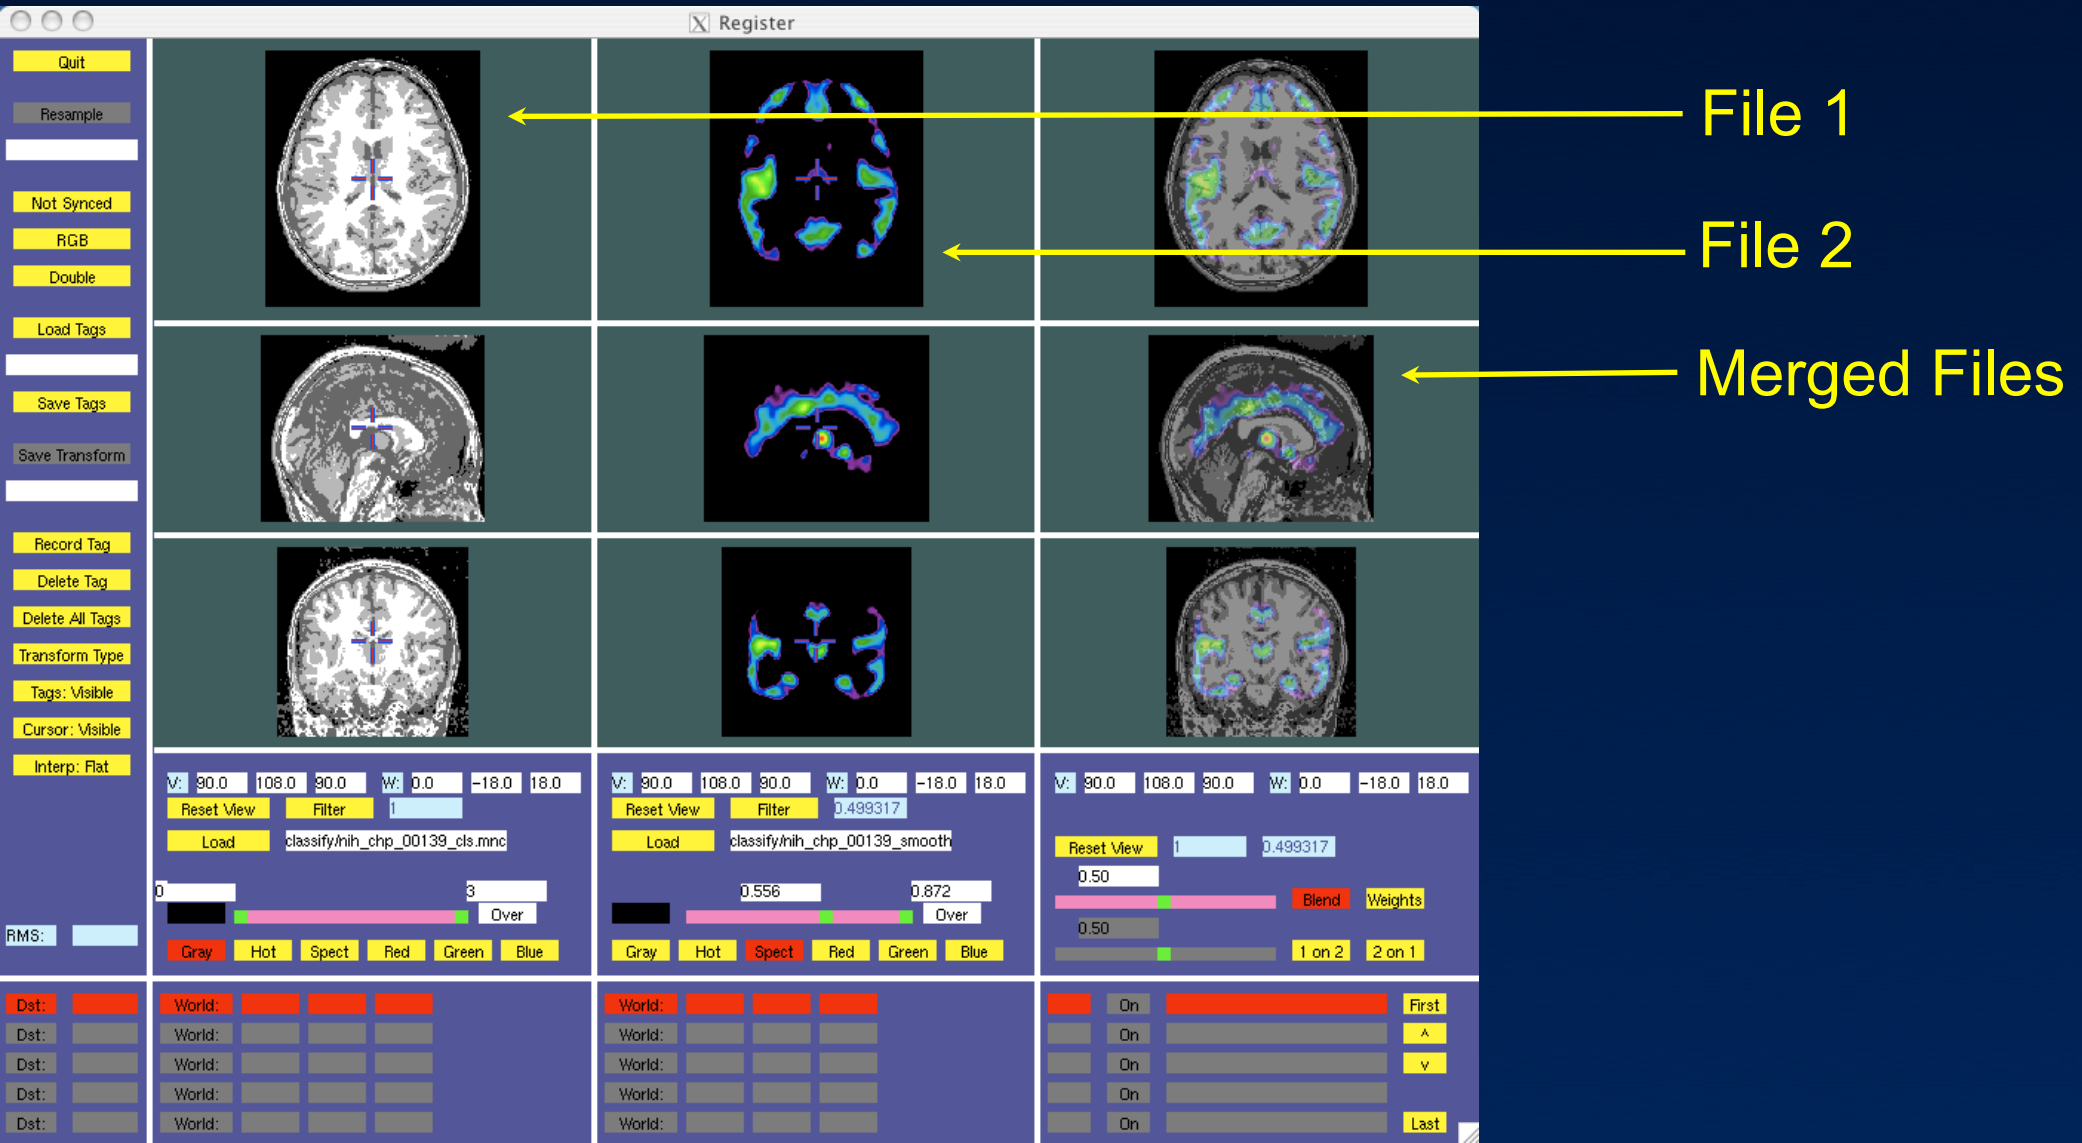 Register
Quit
Resample
Not Synced
RGB
Double
Load Tags
Save Tags
Save Transform
Record Tag
Delete Tag
Delete All Tags
Transform Type
Tags: Visible
Cursor: Visible
Interp: Flat
RMS:
File 1
File 2
Merged Files
V: 90.0 108.0 90.0 W: 0.0 -18.0 18.0
Reset View Filter 1
Load classify/nih_chp_00139_cls.mnc
0 3
Over
Gray Hot Spect Red Green Blue
V: 90.0 108.0 90.0 W: 0.0 -18.0 18.0
Reset View Filter 0.499317
Load classify/nih_chp_00139_smooth
0.556 0.872
Over
Gray Hot Spect Red Green Blue
V: 90.0 108.0 90.0 W: 0.0 -18.0 18.0
Reset View 1 0.499317
0.50
Blend Weights
0.50
1 on 2 2 on 1
Dst: World: World: On First
Dst: World: World: On ^
Dst: World: World: On v
Dst: World: World: On
Dst: World: World: On Last